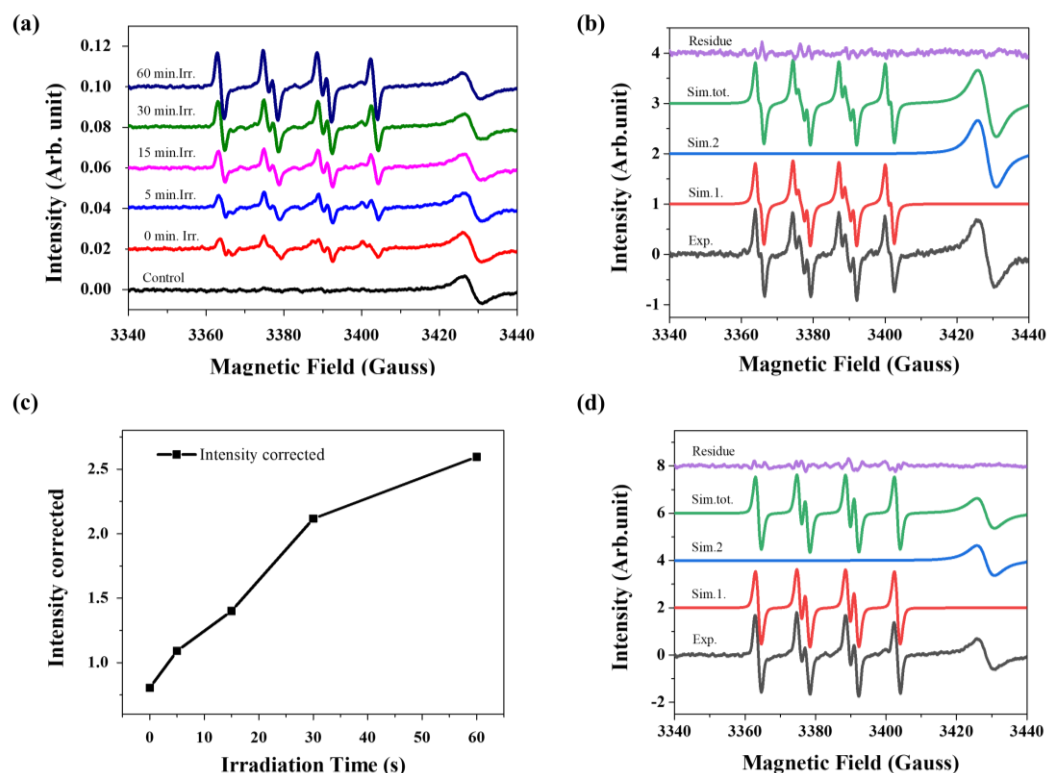 (a)
0.12
0.10
0.08
0.06
0.04
0.02
0.00
Intensity (Arb. unit)
60 min.Irr.
30 min.Irr.
15 min.Irr.
5 min.Irr.
0 min. Irr.
Control
3340 3360 3380 3400 3420 3440
Magnetic Field (Gauss)
(b)
4
3
2
1
0
-1
Intensity (Arb.unit)
Residue
Sim.tot.
Sim.2
Sim.1.
Exp.
3340 3360 3380 3400 3420 3440
Magnetic Field (Gauss)
(c)
2.5
2.0
1.5
1.0
Intensity corrected
Intensity corrected
0 10 20 30 40 50 60
Irradiation Time (s)
(d)
8
6
4
2
0
-2
Intensity (Arb.unit)
Residue
Sim.tot.
Sim.2
Sim.1.
Exp.
3340 3360 3380 3400 3420 3440
Magnetic Field (Gauss)